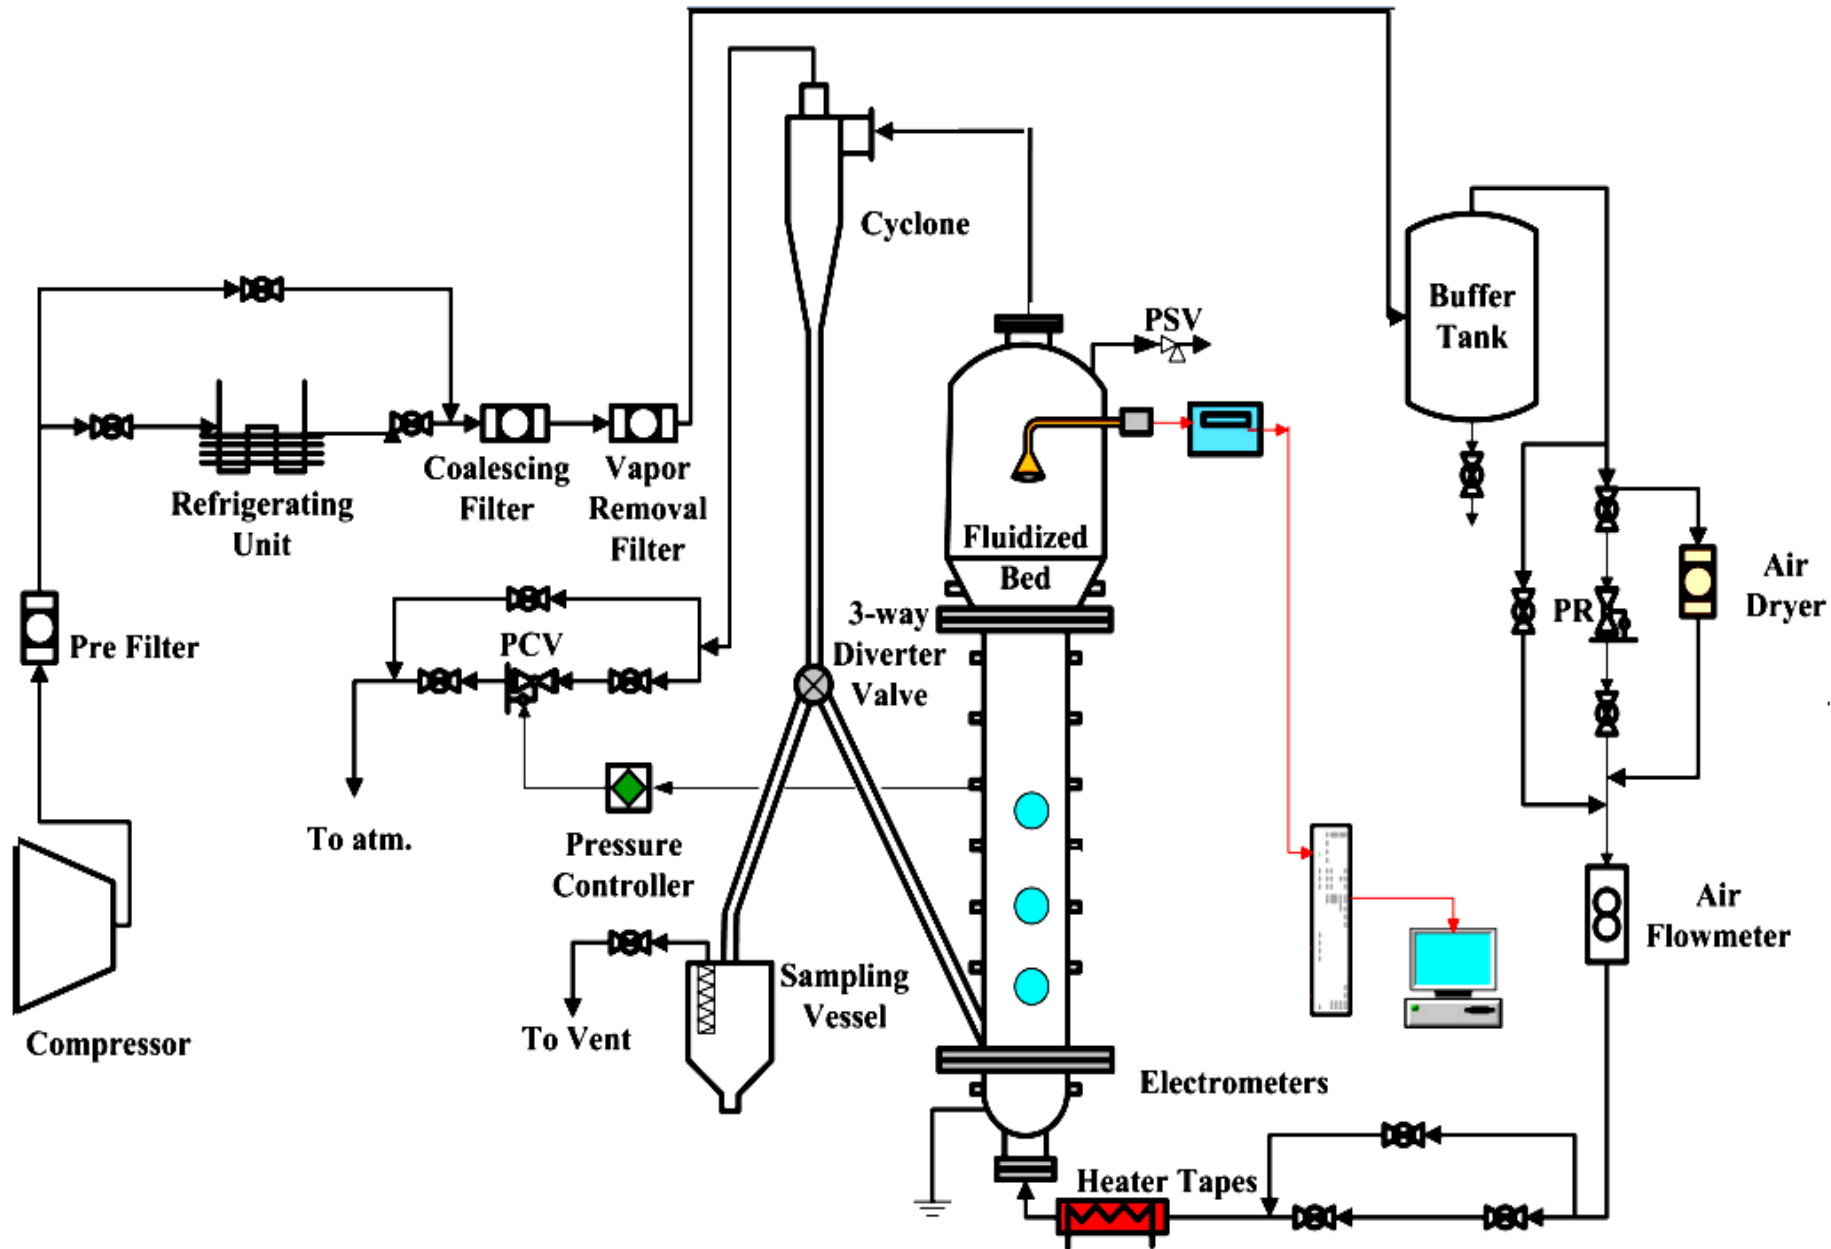 Cyclone
PSV
Buffer
Tank
Coalescing
Filter
Vapor
Removal
Filter
Refrigerating
Unit
Fluidized
Bed
Air
Dryer
PR
Pre Filter
PCV
3-way
Diverter
Valve
To atm.
Pressure
Controller
Air
Flowmeter
Sampling
Vessel
To Vent
Compressor
Electrometers
Heater Tapes